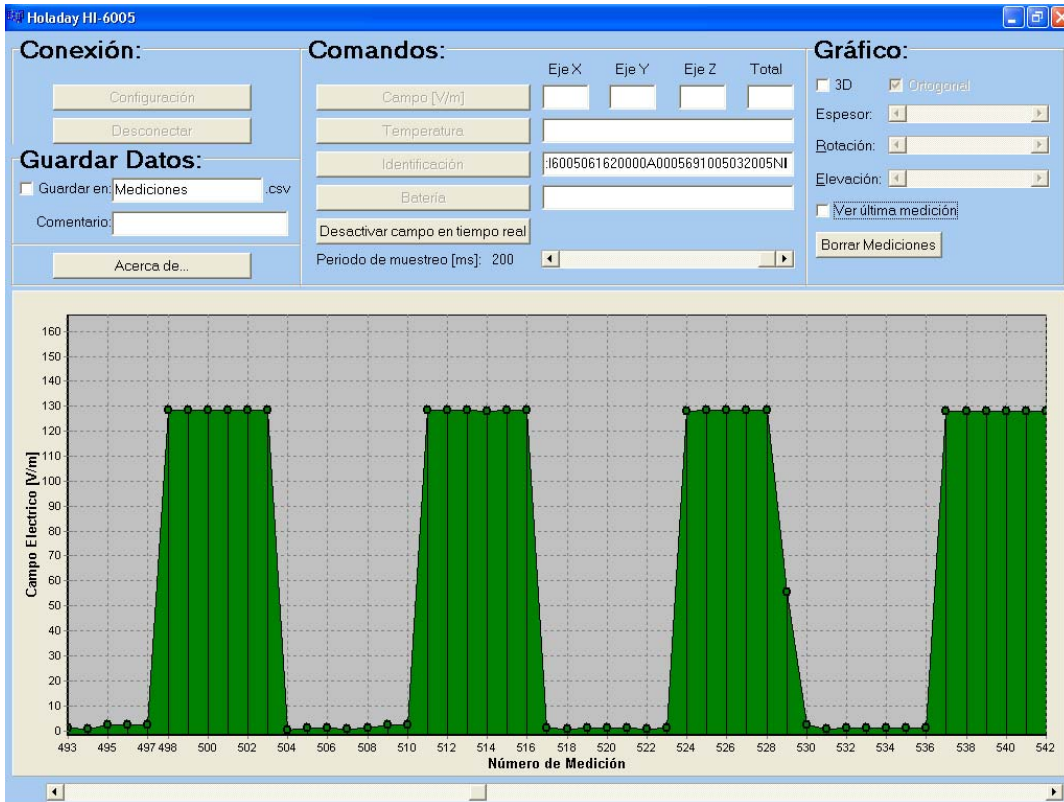 Holaday HI-6005
Conexión:
Configuración
Desconectar
Guardar Datos:
Guardar en: Mediciones .csv
Comentario:
Acerca de...
Comandos:
Eje X Eje Y Eje Z Total
Campo [V/m]
Temperatura
Identificación :I6005061620000A0005691005032005NI
Batería
Desactivar campo en tiempo real
Periodo de muestreo [ms]: 200
Gráfico:
3D Ortogonal
Espesor:
Rotación:
Elevación:
Ver última medición
Borrar Mediciones
160
150
140
130
120
110
100
90
80
70
60
50
40
30
20
10
0
Campo Electrico [V/m]
493 495 497 498 500 502 504 506 508 510 512 514 516 518 520 522 524 526 528 530 532 534 536 538 540 542
Número de Medición